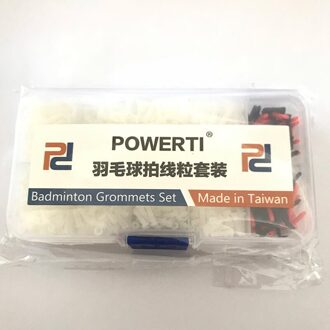 POWERTI®
羽毛球拍线粒套装
Badminton Grommets Set
Made in Taiwan